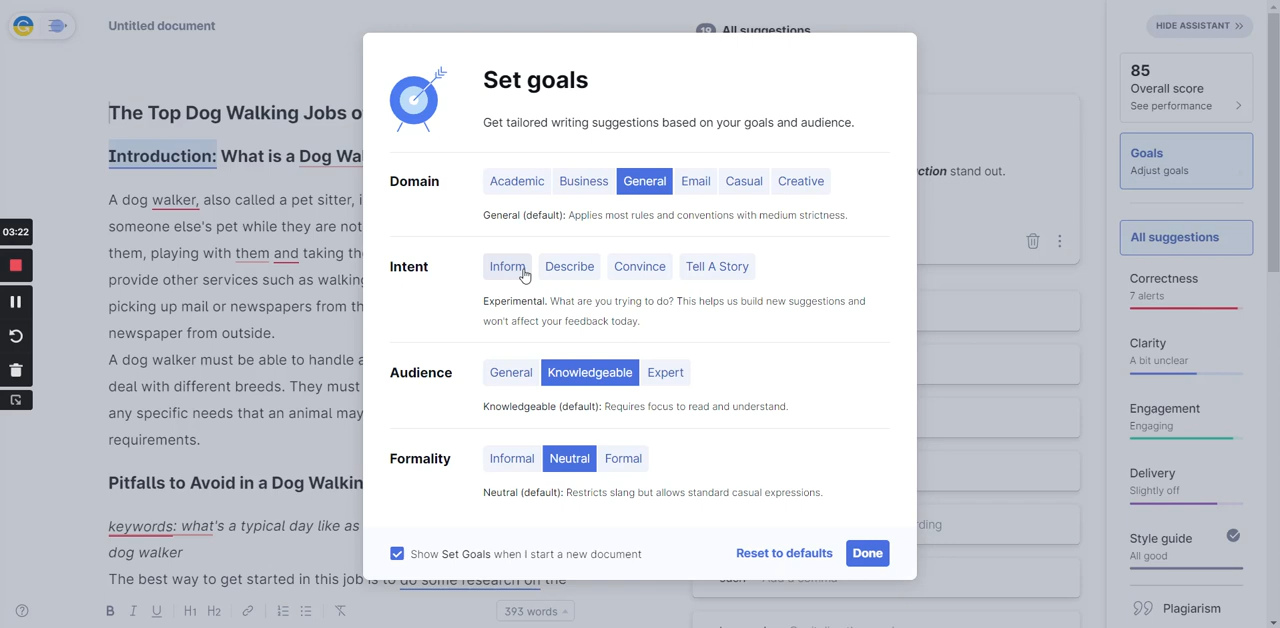 Untitled document
19 All suggestions
HIDE ASSISTANT
The Top Dog Walking Jobs o
Introduction: What is a Dog Wa
A dog walker, also called a pet sitter, i
someone else's pet while they are not
them, playing with them and taking the
provide other services such as walking
picking up mail or newspapers from th
newspaper from outside.
A dog walker must be able to handle a
deal with different breeds. They must
any specific needs that an animal may
requirements.
Pitfalls to Avoid in a Dog Walkin
keywords: what's a typical day like as
dog walker
The best way to get started in this job is to do some research on the
B I U H1 H2
393 words
03:22
Set goals
Get tailored writing suggestions based on your goals and audience.
Domain
Academic Business General Email Casual Creative
General (default): Applies most rules and conventions with medium strictness.
Intent
Inform Describe Convince Tell A Story
Experimental. What are you trying to do? This helps us build new suggestions and
won't affect your feedback today.
Audience
General Knowledgeable Expert
Knowledgeable (default): Requires focus to read and understand.
Formality
Informal Neutral Formal
Neutral (default): Restricts slang but allows standard casual expressions.
Show Set Goals when I start a new document
Reset to defaults
Done
ction stand out.
ding
Add a comma
85
Overall score
See performance
Goals
Adjust goals
All suggestions
Correctness
7 alerts
Clarity
A bit unclear
Engagement
Engaging
Delivery
Slightly off
Style guide
All good
Plagiarism